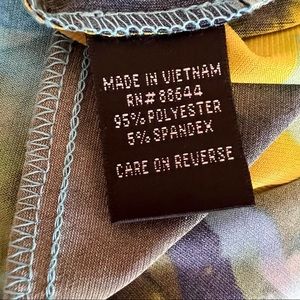 MADE IN VIETNAM
RN# 88644
95% POLYESTER
5% SPANDEX
CARE ON REVERSE